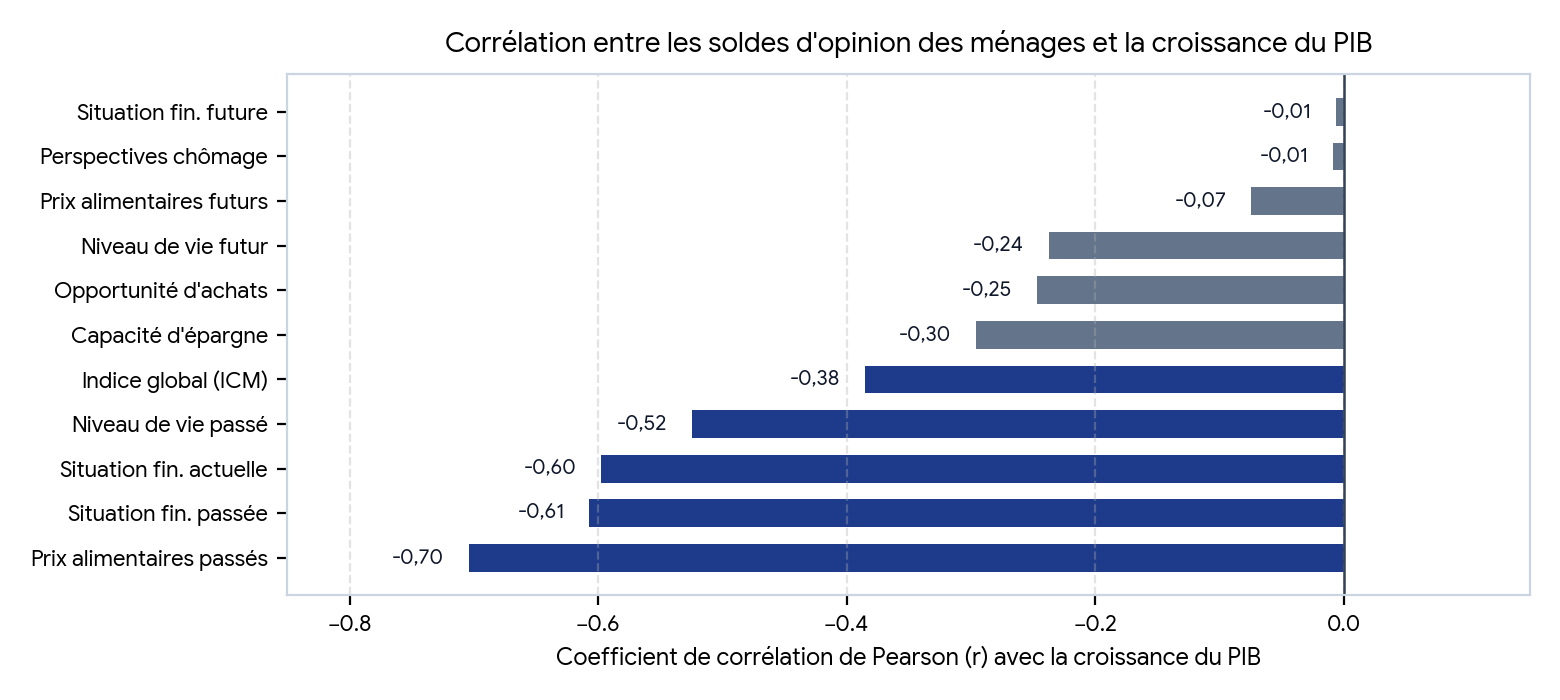 Corrélation entre les soldes d'opinion des ménages et la croissance du PIB
Situation fin. future -0,01
Perspectives chômage -0,01
Prix alimentaires futurs -0,07
Niveau de vie futur -0,24
Opportunité d'achats -0,25
Capacité d'épargne -0,30
Indice global (ICM) -0,38
Niveau de vie passé -0,52
Situation fin. actuelle -0,60
Situation fin. passée -0,61
Prix alimentaires passés -0,70
−0.8 −0.6 −0.4 −0.2 0.0
Coefficient de corrélation de Pearson (r) avec la croissance du PIB